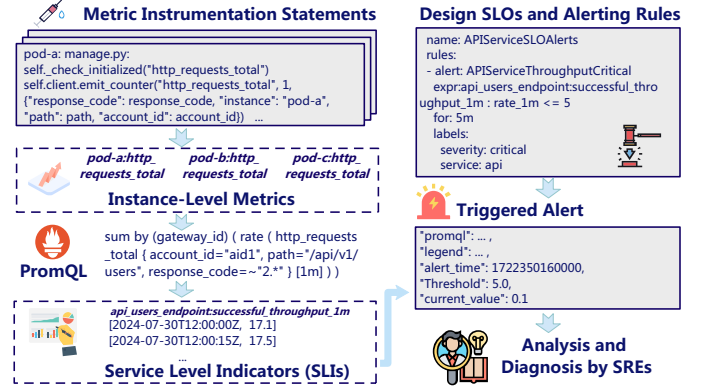 Metric Instrumentation Statements
pod-a: manage.py:
self._check_initialized("http_requests_total")
self.client.emit_counter("http_requests_total", 1,
{"response_code": response_code, "instance": "pod-a",
"path": path, "account_id": account_id}) ...
pod-a:http_ pod-b:http_ pod-c:http_
requests_total requests_total requests_total
Instance-Level Metrics
PromQL
sum by (gateway_id) ( rate ( http_requests
_total { account_id="aid1", path="/api/v1/
users", response_code=~"2.*" } [1m] ) )
api_users_endpoint:successful_throughput_1m
[2024-07-30T12:00:00Z, 17.1]
[2024-07-30T12:00:15Z, 17.5]
...
Service Level Indicators (SLIs)
Design SLOs and Alerting Rules
name: APIServiceSLOAlerts
rules:
- alert: APIServiceThroughputCritical
expr:api_users_endpoint:successful_thro
ughput_1m : rate_1m <= 5
for: 5m
labels:
severity: critical
service: api
Triggered Alert
"promql": ... ,
"legend": ... ,
"alert_time": 1722350160000,
"Threshold": 5.0,
"current_value": 0.1
Analysis and
Diagnosis by SREs